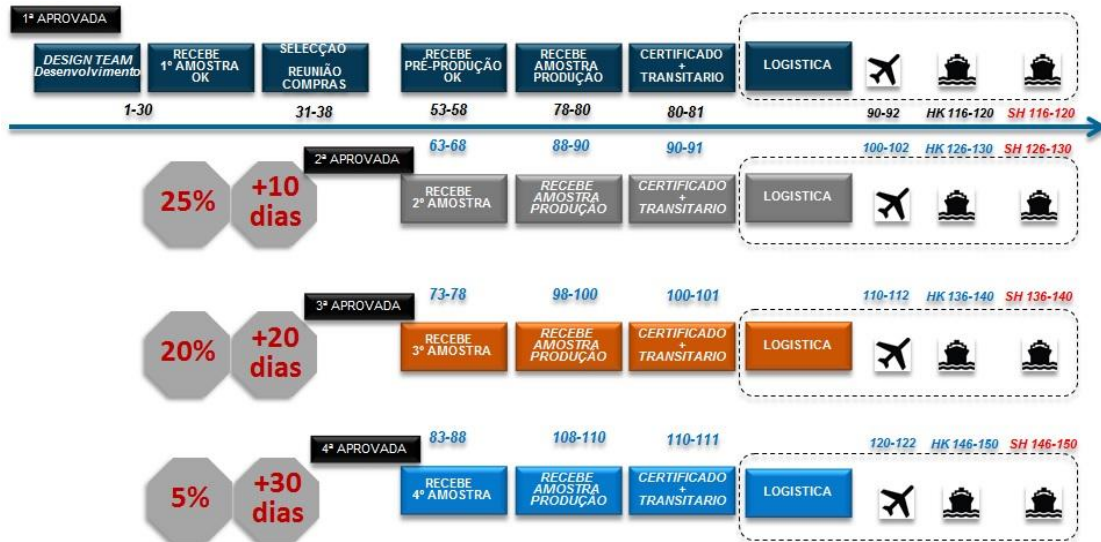 1ª APROVADA
DESIGN TEAM
Desenvolvimento
RECEBE
1º AMOSTRA
OK
SELECÇÃO
-
REUNIÃO
COMPRAS
RECEBE
PRÉ-PRODUÇÃO
OK
RECEBE
AMOSTRA
PRODUÇÃO
CERTIFICADO
+
TRANSITARIO
LOGISTICA
1-30
31-38
53-58
78-80
80-81
90-92
HK 116-120
SH 116-120
2ª APROVADA
63-68
88-90
90-91
100-102
HK 126-130
SH 126-130
25%
+10
dias
RECEBE
2º AMOSTRA
RECEBE
AMOSTRA
PRODUÇÃO
CERTIFICADO
+
TRANSITARIO
LOGISTICA
3ª APROVADA
73-78
98-100
100-101
110-112
HK 136-140
SH 136-140
20%
+20
dias
RECEBE
3º AMOSTRA
RECEBE
AMOSTRA
PRODUÇÃO
CERTIFICADO
+
TRANSITARIO
LOGISTICA
4ª APROVADA
83-88
108-110
110-111
120-122
HK 146-150
SH 146-150
5%
+30
dias
RECEBE
4º AMOSTRA
RECEBE
AMOSTRA
PRODUÇÃO
CERTIFICADO
+
TRANSITARIO
LOGISTICA